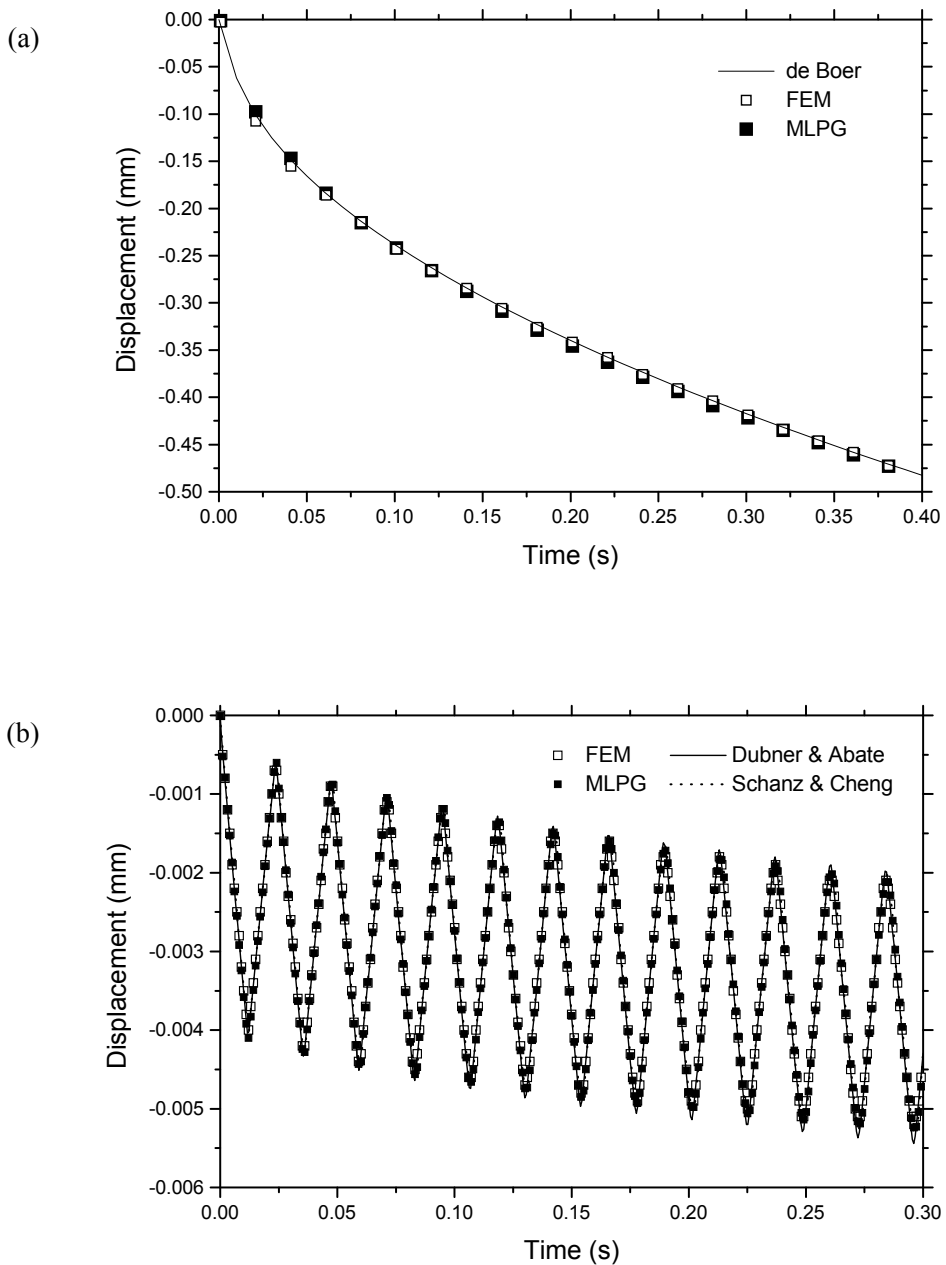 (a)
0.00
-0.05
-0.10
-0.15
-0.20
-0.25
-0.30
-0.35
-0.40
-0.45
-0.50
Displacement (mm)
de Boer
FEM
MLPG
0.00 0.05 0.10 0.15 0.20 0.25 0.30 0.35 0.40
Time (s)
(b)
0.000
-0.001
-0.002
-0.003
-0.004
-0.005
-0.006
Displacement (mm)
FEM Dubner & Abate
MLPG Schanz & Cheng
0.00 0.05 0.10 0.15 0.20 0.25 0.30
Time (s)